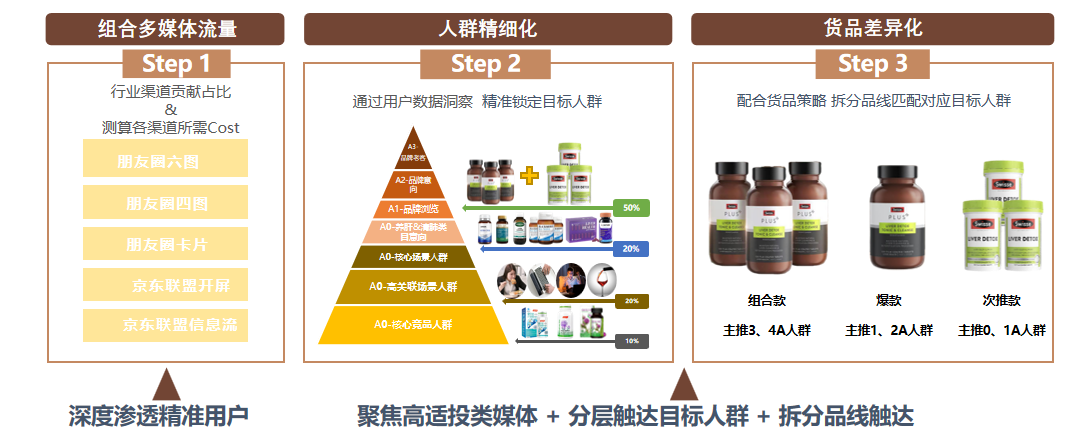 组合多媒体流量
人群精细化
货品差异化
Step 1
Step 2
Step 3
行业渠道贡献占比
&
测算各渠道所需Cost
朋友圈六图
朋友圈四图
朋友圈卡片
京东联盟开屏
京东联盟信息流
通过用户数据洞察 精准锁定目标人群
A3-
品牌老客
A2-品牌意
向
A1-品牌浏览
A0-养肝&清肺类
目意向
A0-核心场景人群
A0-高关联场景人群
A0-核心竞品人群
50%
20%
20%
10%
配合货品策略 拆分品线匹配对应目标人群
Swisse
PLUS+
LIVER DETOX
Swisse
LIVER DETOX
组合款
爆款
次推款
主推3、4A人群
主推1、2A人群
主推0、1A人群
深度渗透精准用户
聚焦高适投类媒体 + 分层触达目标人群 + 拆分品线触达